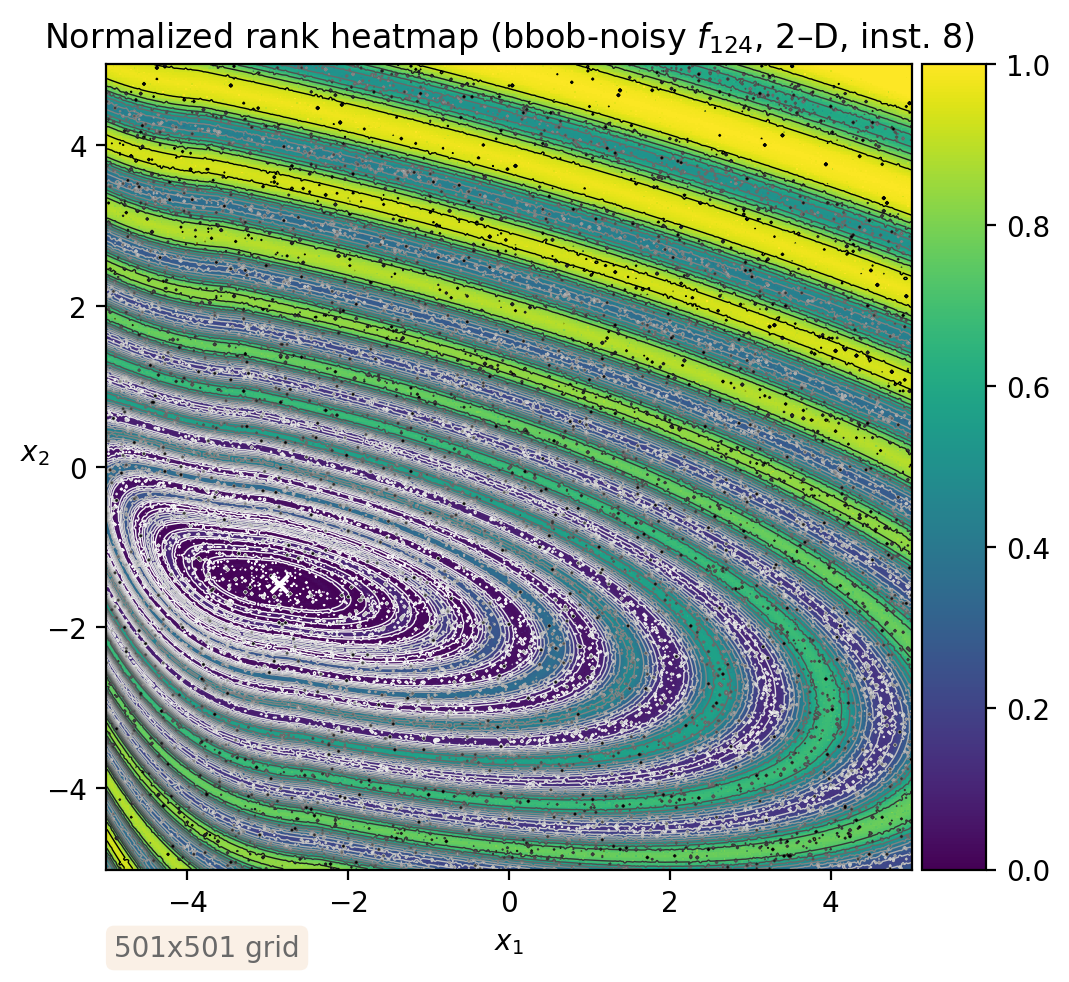 Normalized rank heatmap (bbob-noisy f124, 2–D, inst. 8)
1.0
0.8
0.6
0.4
0.2
0.0
4
2
0
−2
−4
x2
−4 −2 0 2 4
x1
501x501 grid